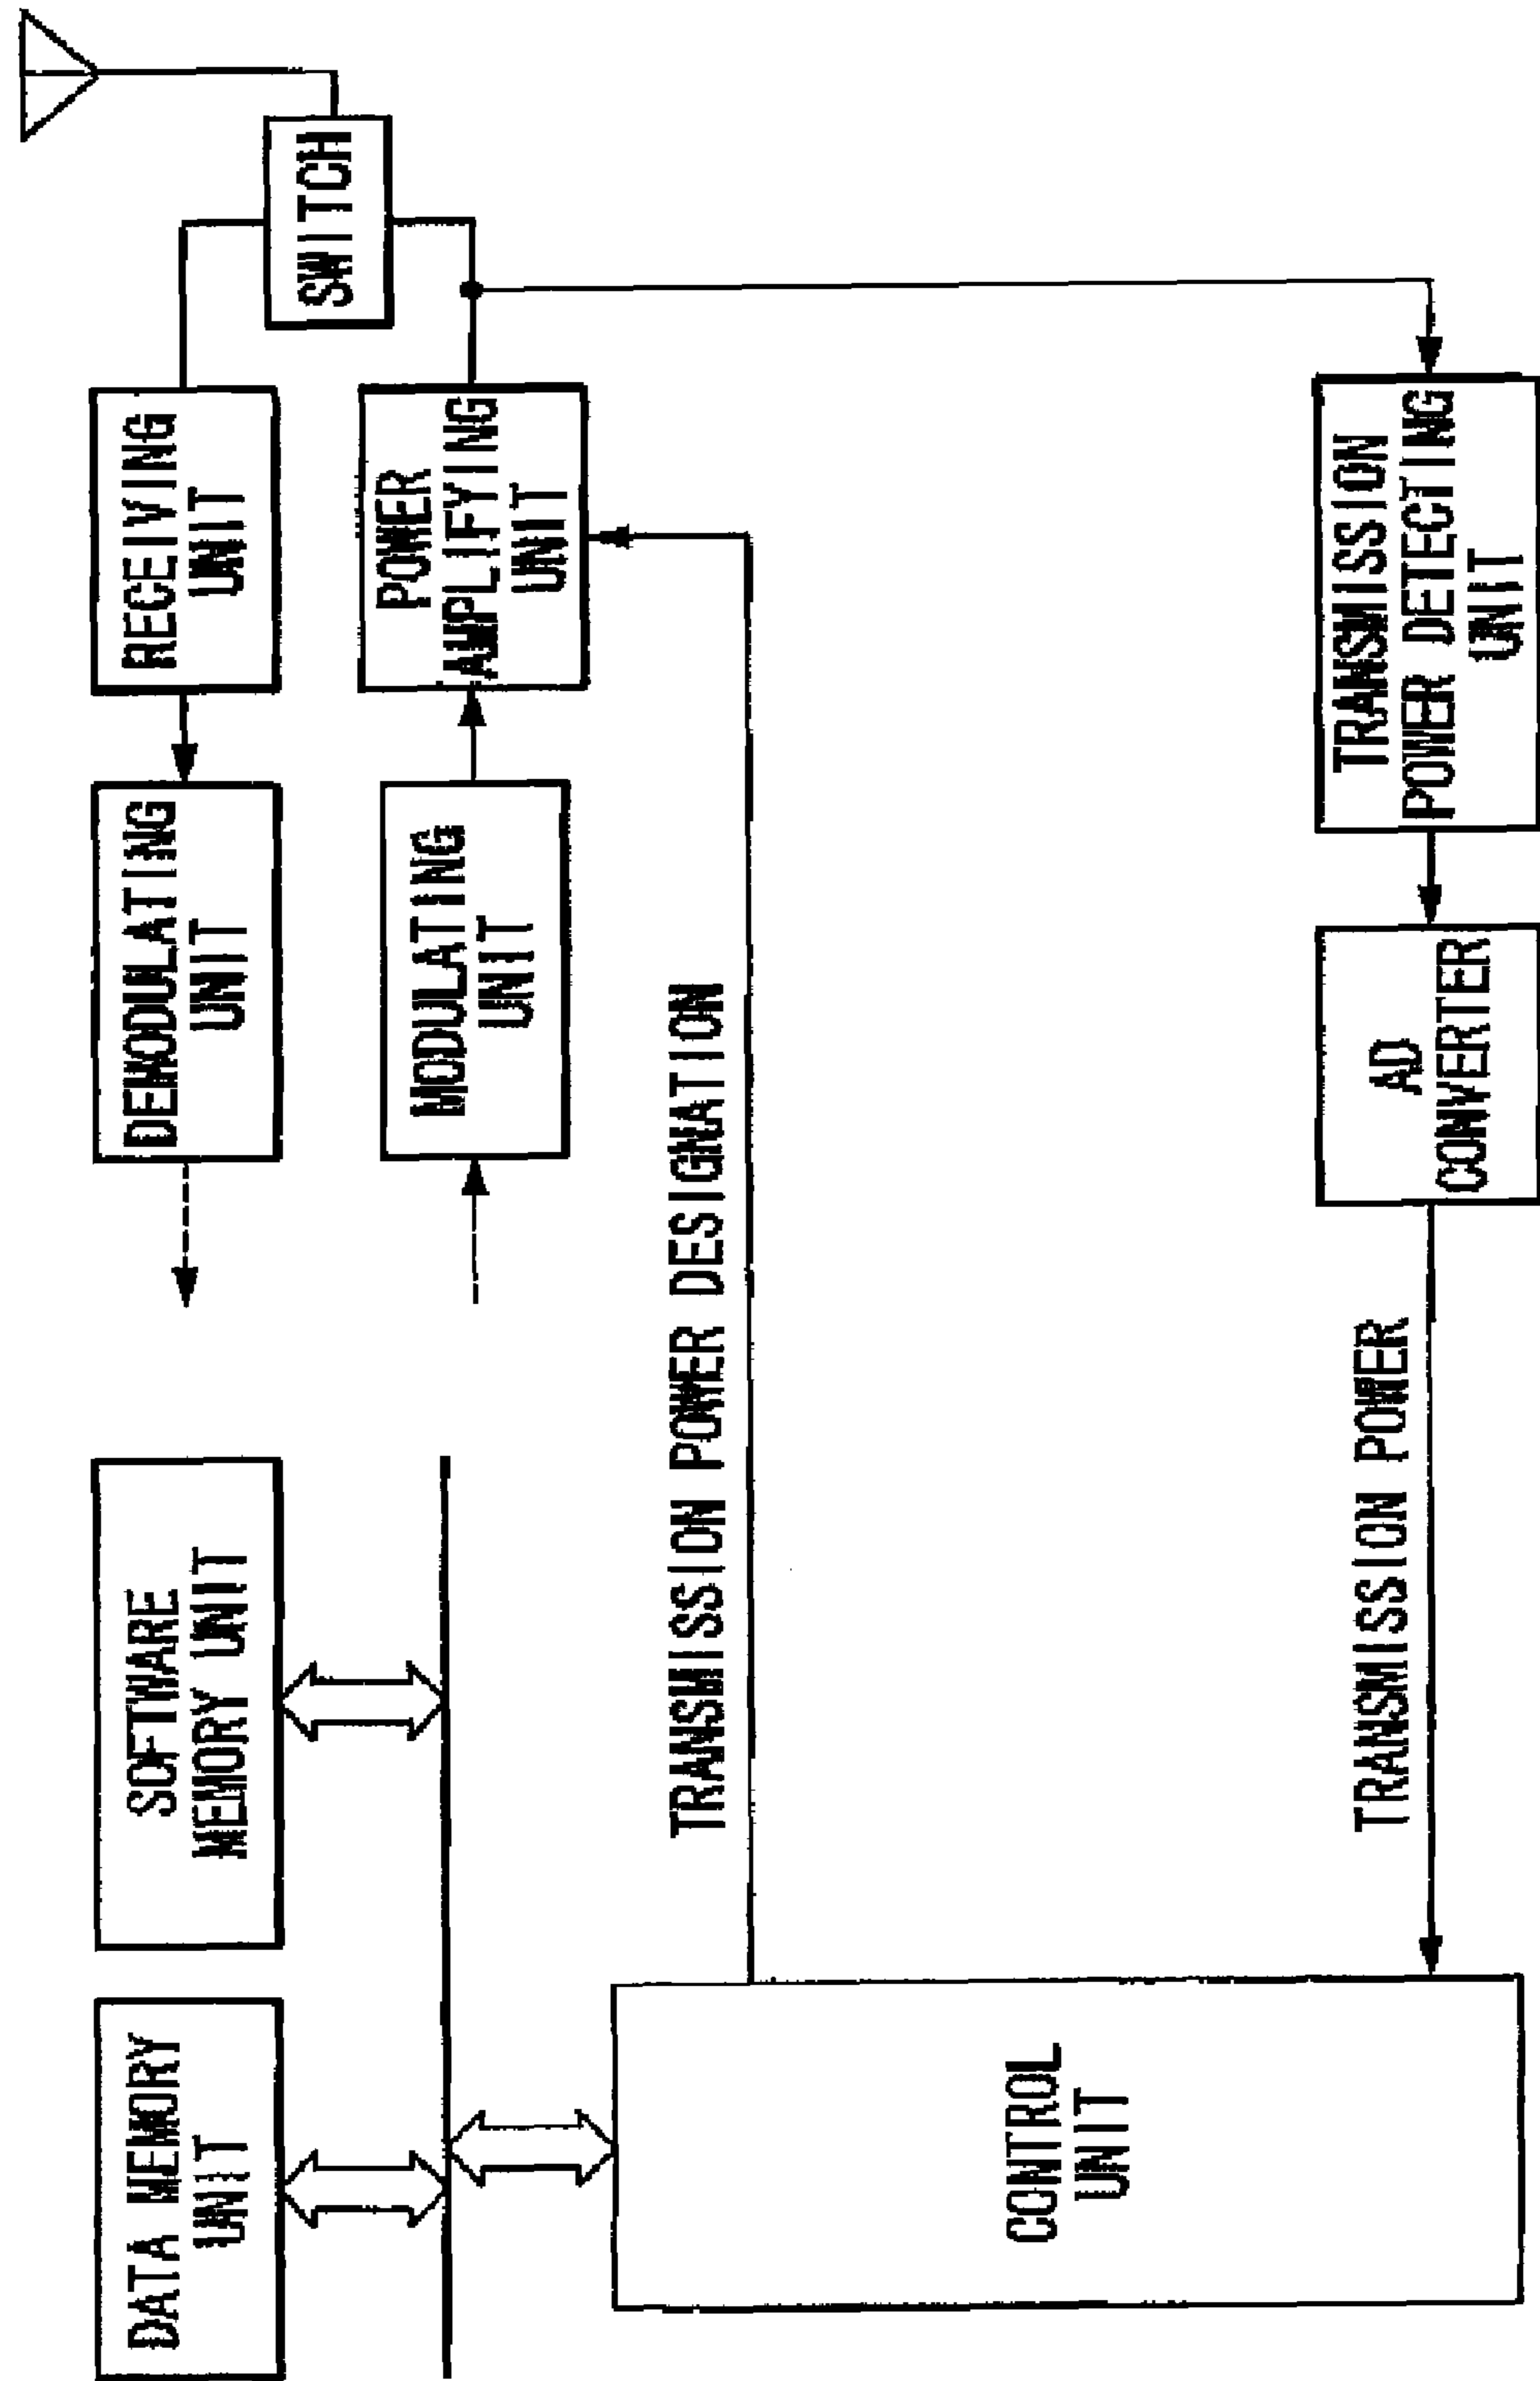 DATA MEMORY
UNIT
SOFTWARE
MEMORY UNIT
DEMODULATING
UNIT
RECEIVING
UNIT
SWITCH
MODULATING
UNIT
POWER
AMPLIFYING
UNIT
TRANSMISSION POWER DESIGNATION
CONTROL
UNIT
TRANSMISSION POWER
AD
CONVERTER
TRANSMISSION
POWER DETECTING
UNIT